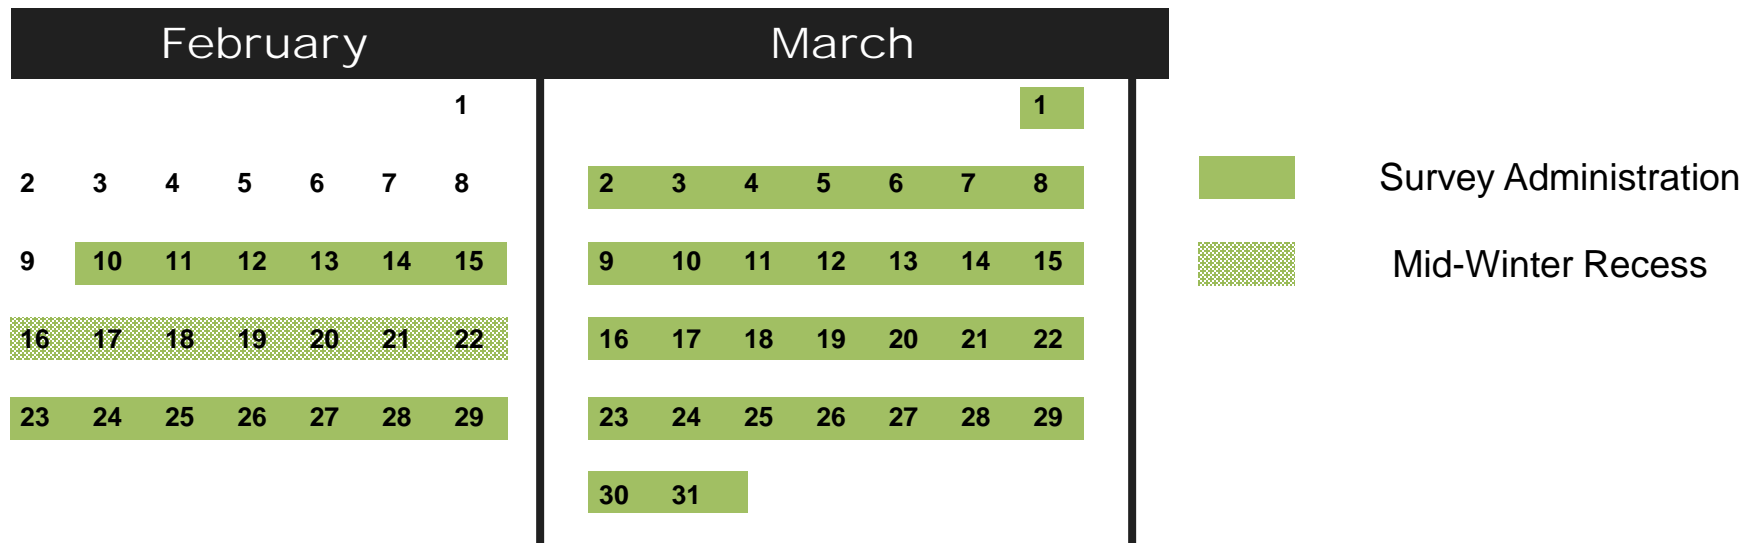 February March
1 1
2 3 4 5 6 7 8 2 3 4 5 6 7 8 Survey Administration
9 10 11 12 13 14 15 9 10 11 12 13 14 15 Mid-Winter Recess
16 17 18 19 20 21 22 16 17 18 19 20 21 22
23 24 25 26 27 28 29 23 24 25 26 27 28 29
30 31